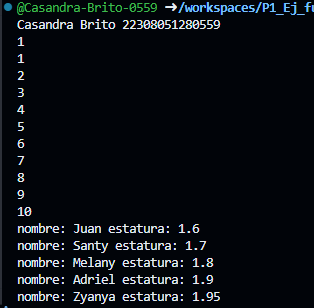 @Casandra-Brito-0559 ➜/workspaces/P1_Ej_fu
Casandra Brito 22308051280559
1
1
2
3
4
5
6
7
8
9
10
nombre: Juan estatura: 1.6
nombre: Santy estatura: 1.7
nombre: Melany estatura: 1.8
nombre: Adriel estatura: 1.9
nombre: Zyanya estatura: 1.95